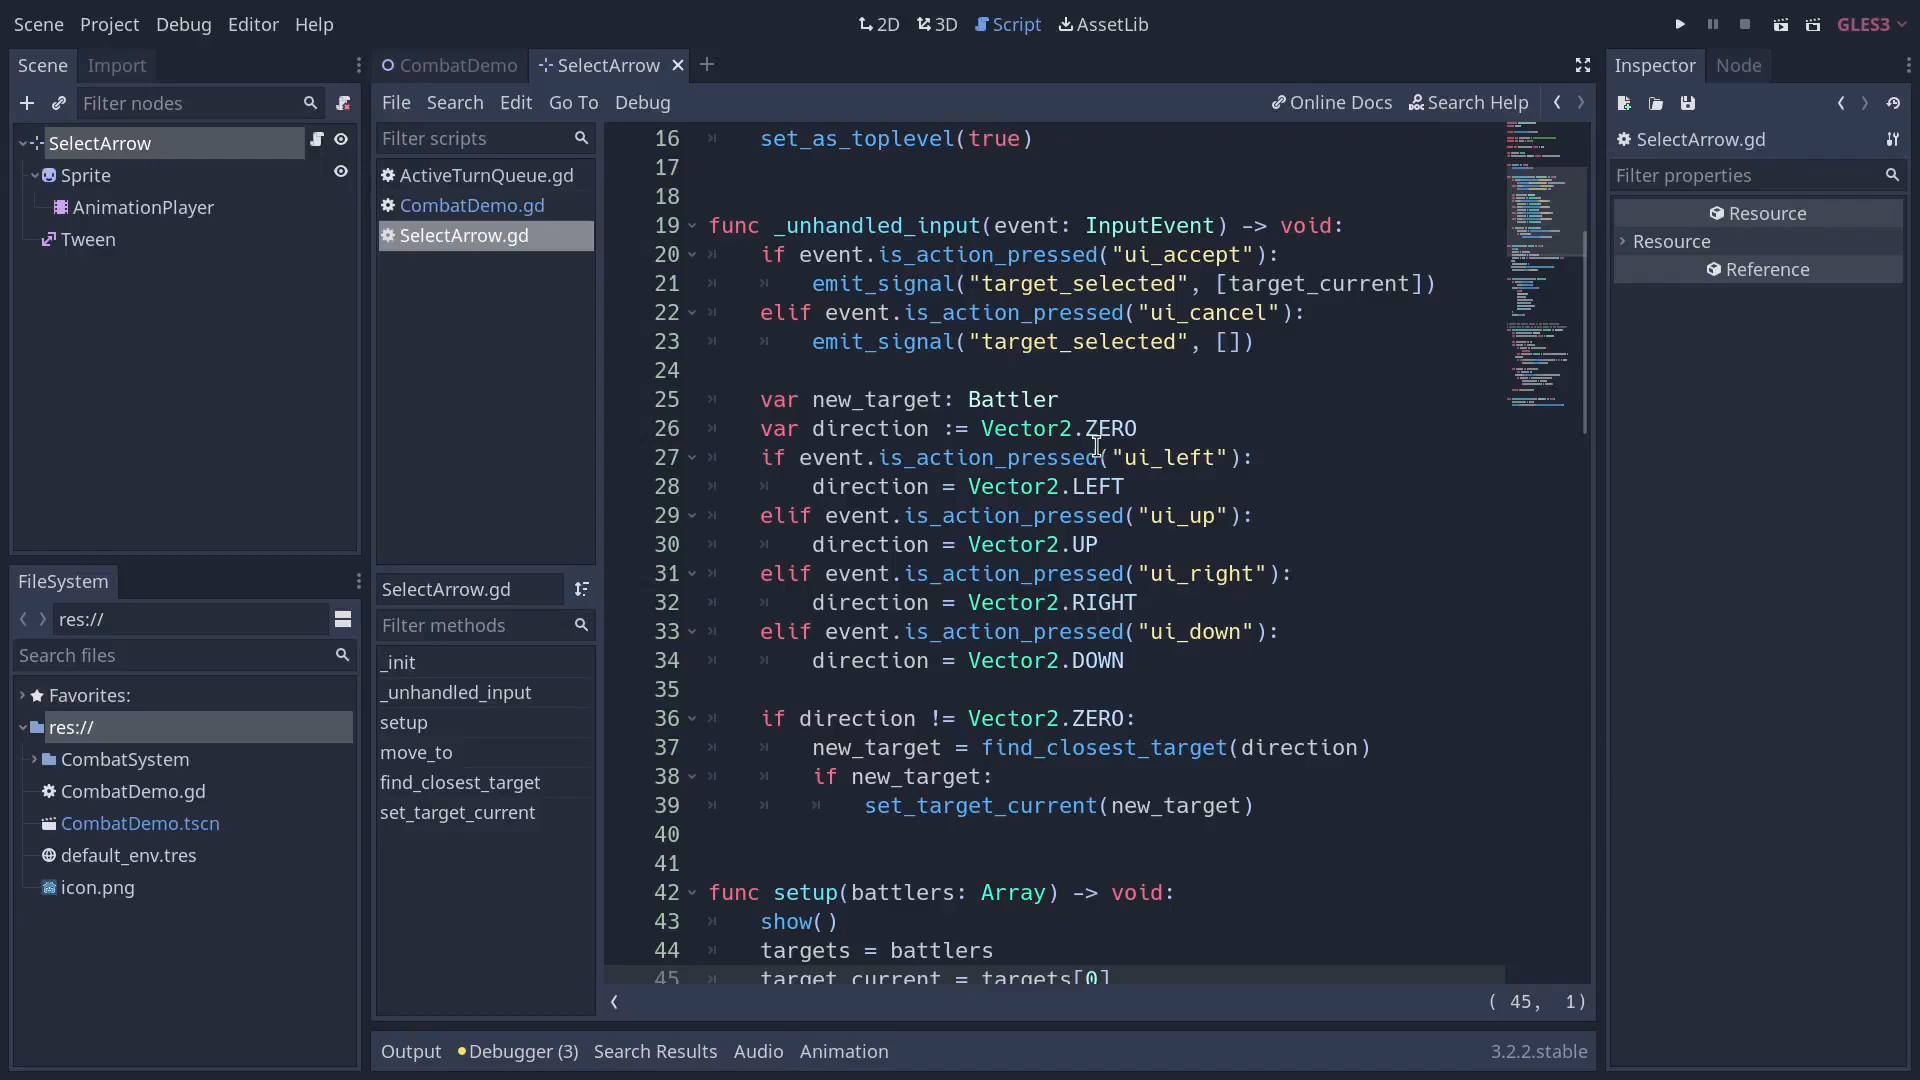 Scene Project Debug Editor Help
2D 3D Script AssetLib
GLES3
Scene Import
Filter nodes
SelectArrow
Sprite
AnimationPlayer
Tween
FileSystem
res://
Search files
Favorites:
res://
CombatSystem
CombatDemo.gd
CombatDemo.tscn
default_env.tres
icon.png
CombatDemo SelectArrow
File Search Edit Go To Debug
Online Docs Search Help
Filter scripts
ActiveTurnQueue.gd
CombatDemo.gd
SelectArrow.gd
SelectArrow.gd
Filter methods
_init
_unhandled_input
setup
move_to
find_closest_target
set_target_current
16 set_as_toplevel(true)
17
18
19 func _unhandled_input(event: InputEvent) -> void:
20 if event.is_action_pressed("ui_accept"):
21 emit_signal("target_selected", [target_current])
22 elif event.is_action_pressed("ui_cancel"):
23 emit_signal("target_selected", [])
24
25 var new_target: Battler
26 var direction := Vector2.ZERO
27 if event.is_action_pressed("ui_left"):
28 direction = Vector2.LEFT
29 elif event.is_action_pressed("ui_up"):
30 direction = Vector2.UP
31 elif event.is_action_pressed("ui_right"):
32 direction = Vector2.RIGHT
33 elif event.is_action_pressed("ui_down"):
34 direction = Vector2.DOWN
35
36 if direction != Vector2.ZERO:
37 new_target = find_closest_target(direction)
38 if new_target:
39 set_target_current(new_target)
40
41
42 func setup(battlers: Array) -> void:
43 show()
44 targets = battlers
45 target_current = targets[0]
( 45, 1)
Output Debugger (3) Search Results Audio Animation
3.2.2.stable
Inspector Node
SelectArrow.gd
Filter properties
Resource
Resource
Reference